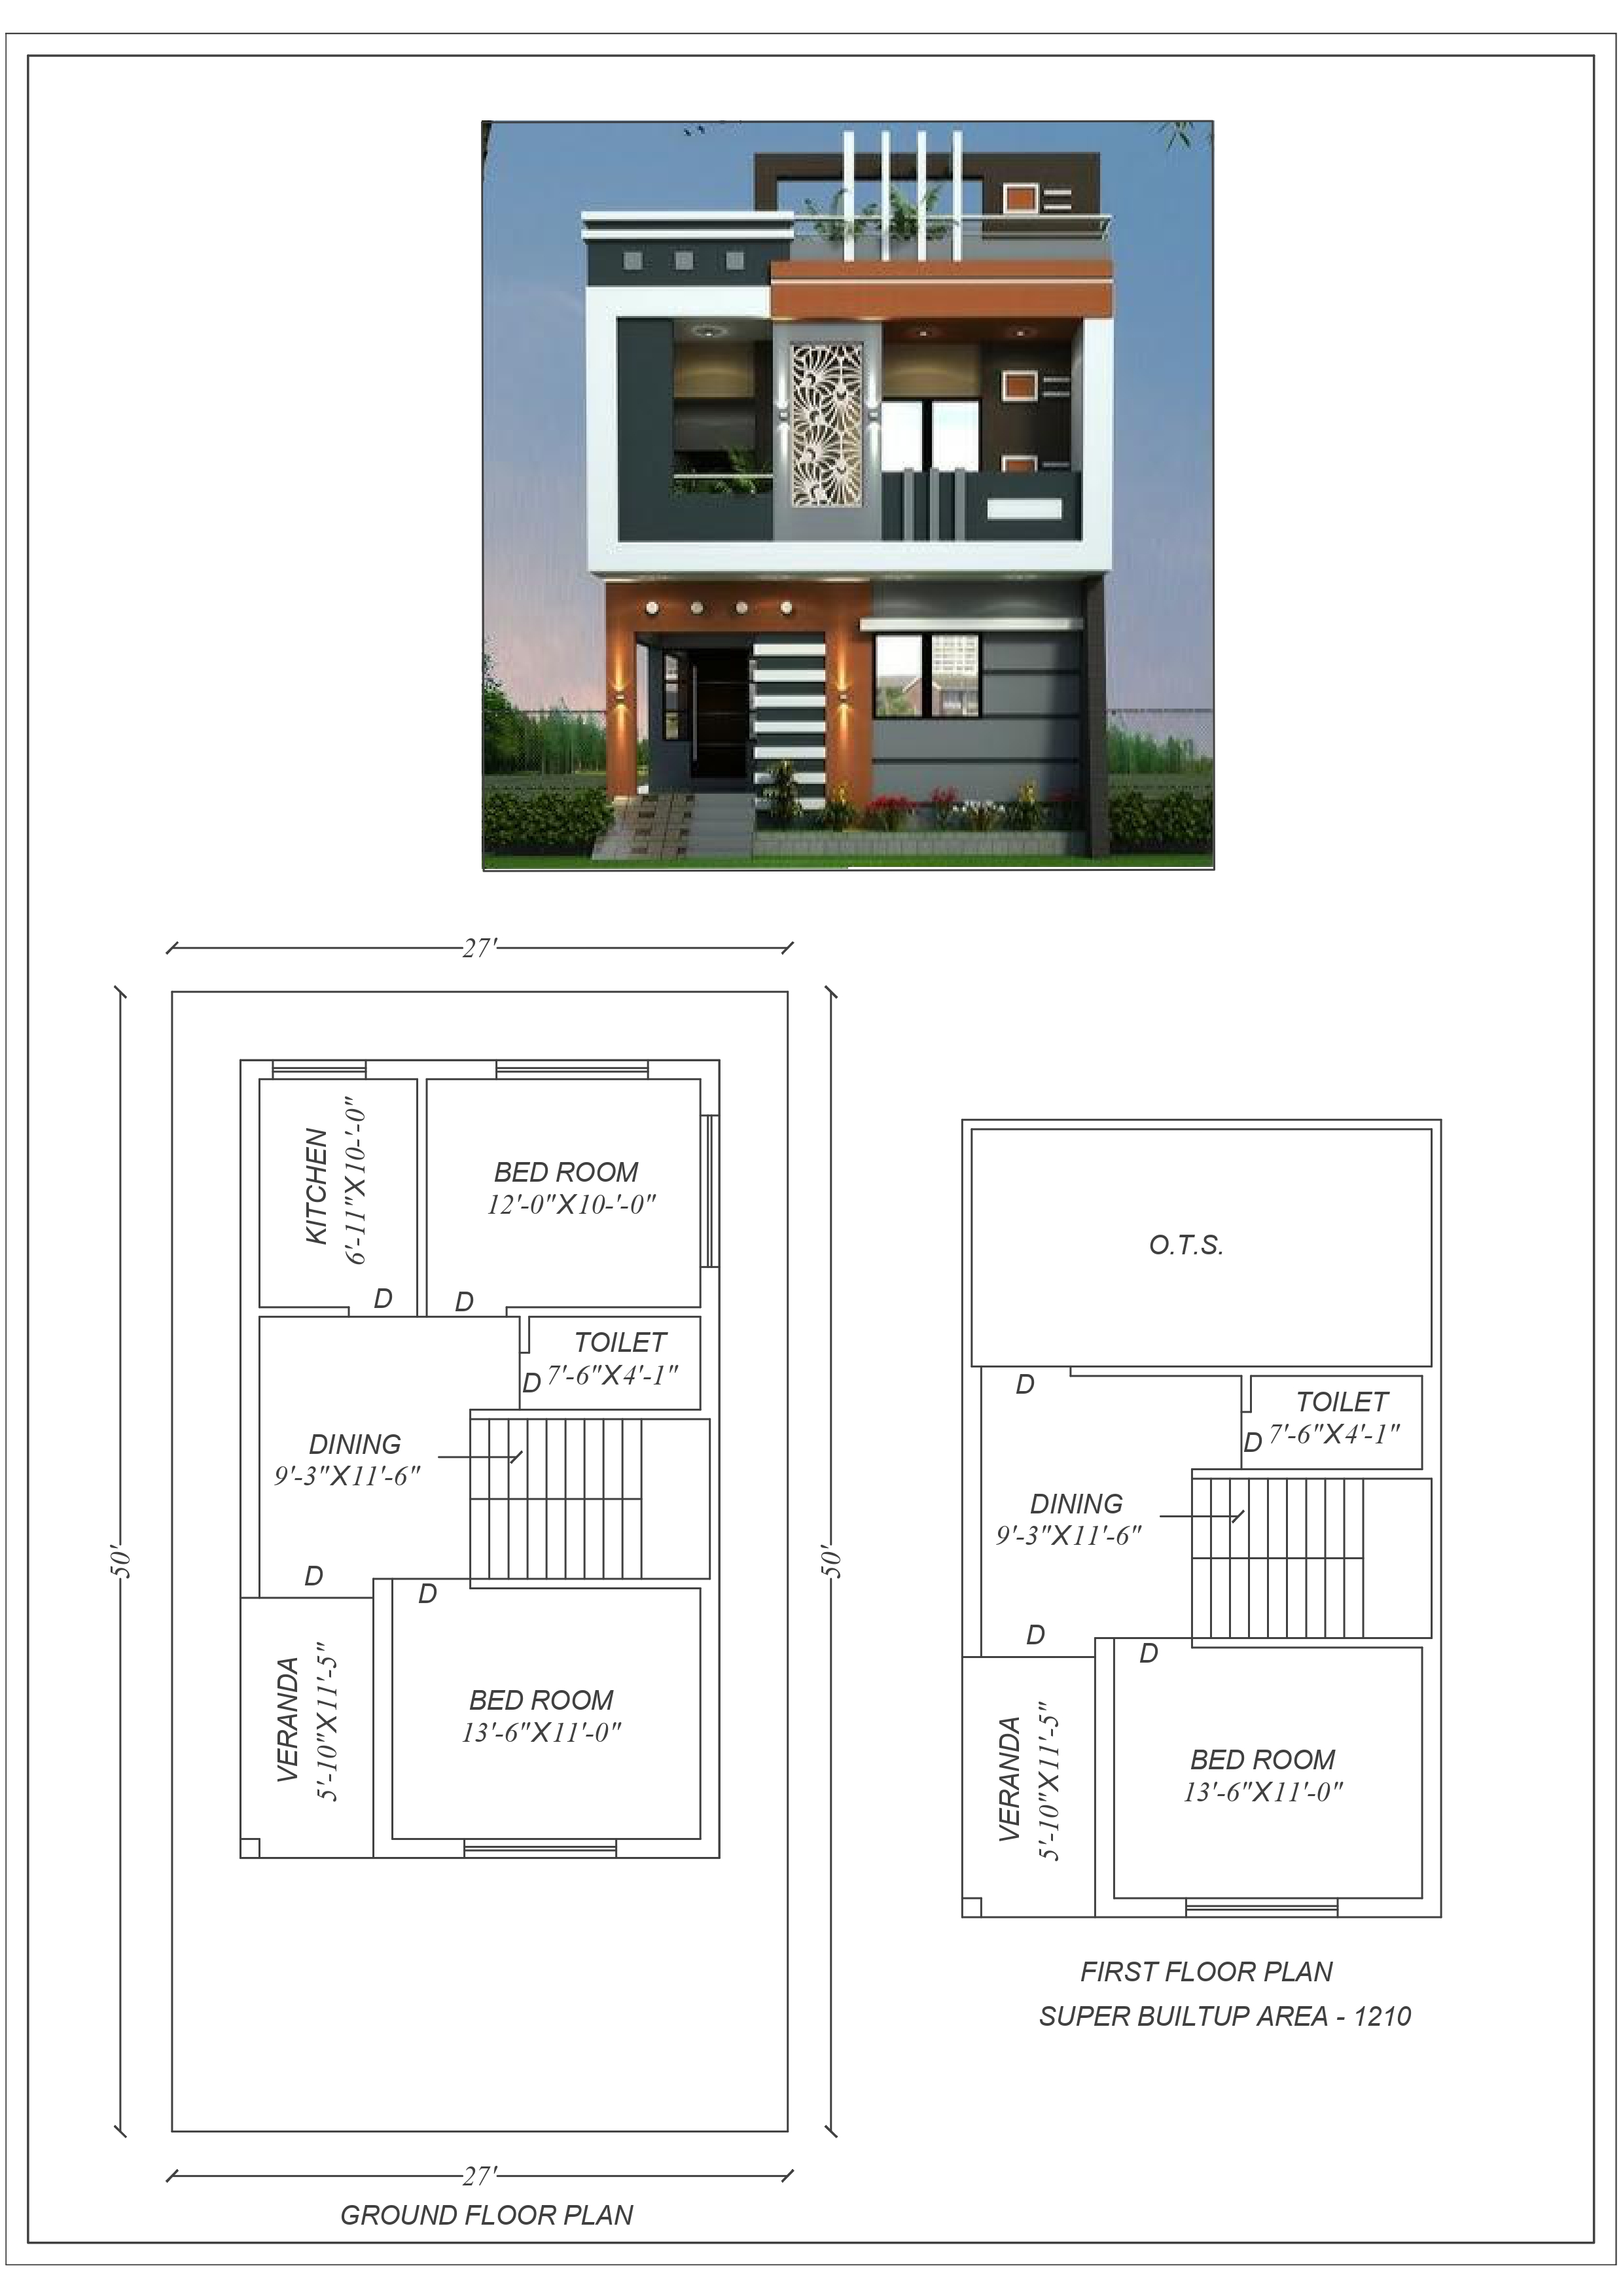 27'
50'
50'
KITCHEN
6'-11"X10-'-0"
BED ROOM
12'-0"X10-'-0"
D
D
TOILET
7'-6"X4'-1"
D
DINING
9'-3"X11'-6"
D
D
VERANDA
5'-10"X11'-5"
BED ROOM
13'-6"X11'-0"
27'
GROUND FLOOR PLAN
O.T.S.
D
TOILET
7'-6"X4'-1"
D
DINING
9'-3"X11'-6"
D
D
VERANDA
5'-10"X11'-5"
BED ROOM
13'-6"X11'-0"
FIRST FLOOR PLAN
SUPER BUILTUP AREA - 1210